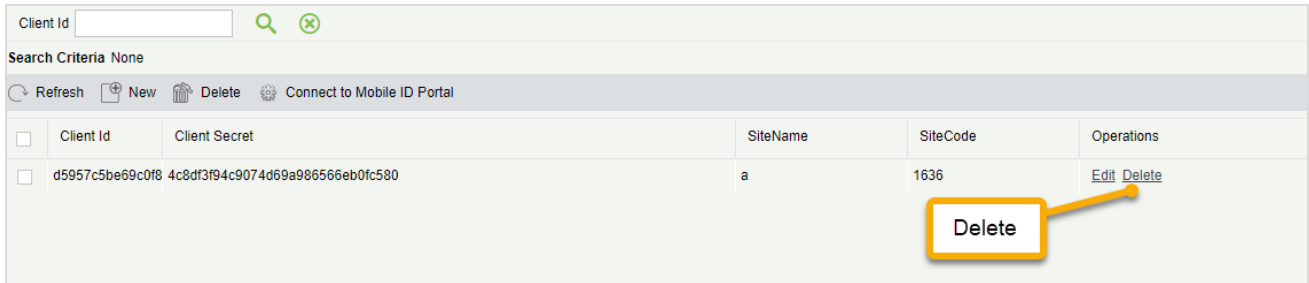 Client Id
Search Criteria None
Refresh New Delete Connect to Mobile ID Portal
Client Id Client Secret SiteName SiteCode Operations
d5957c5be69c0f8 4c8df3f94c9074d69a986566eb0fc580 a 1636 Edit Delete
Delete